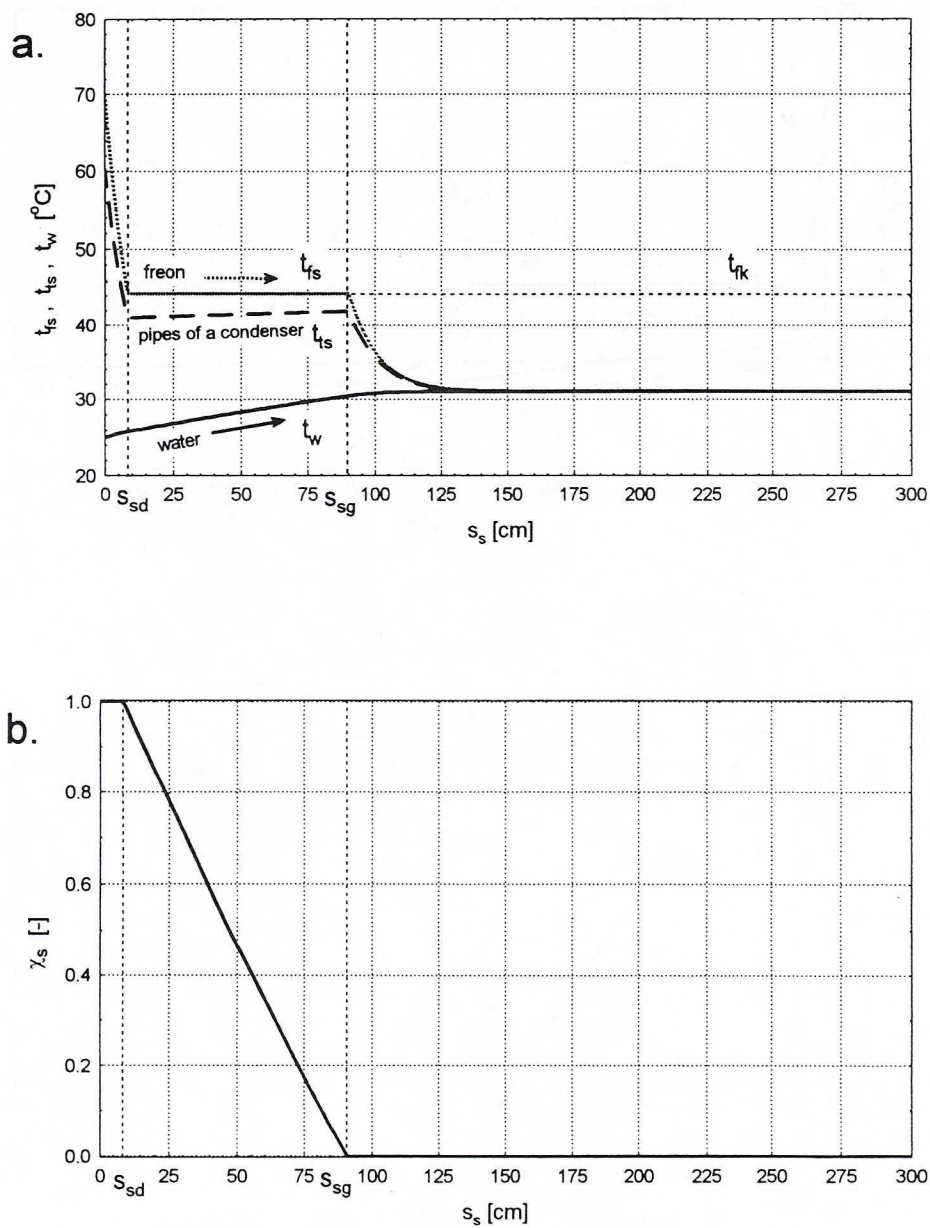 a.
80
70
60
50
40
30
20
t_fs , t_ts , t_w [°C]
freon
t_fs
t_fk
pipes of a condenser
t_ts
water
t_w
0 S_sd 25 50 75 S_sg 100 125 150 175 200 225 250 275 300
s_s [cm]
b.
1.0
0.8
0.6
0.4
0.2
0.0
χ_s [-]
0 S_sd 25 50 75 S_sg 100 125 150 175 200 225 250 275 300
s_s [cm]